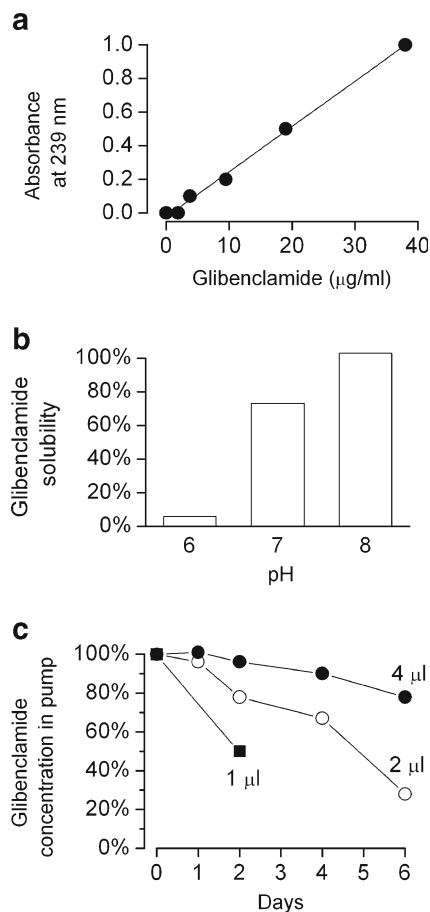 a
1.0
0.8
0.6
0.4
0.2
0.0
Absorbance
at 239 nm
0 10 20 30 40
Glibenclamide (μg/ml)
b
100%
80%
60%
40%
20%
0%
Glibenclamide
solubility
6 7 8
pH
c
100%
80%
60%
40%
20%
0%
Glibenclamide
concentration in pump
4 μl
2 μl
1 μl
0 1 2 3 4 5 6
Days